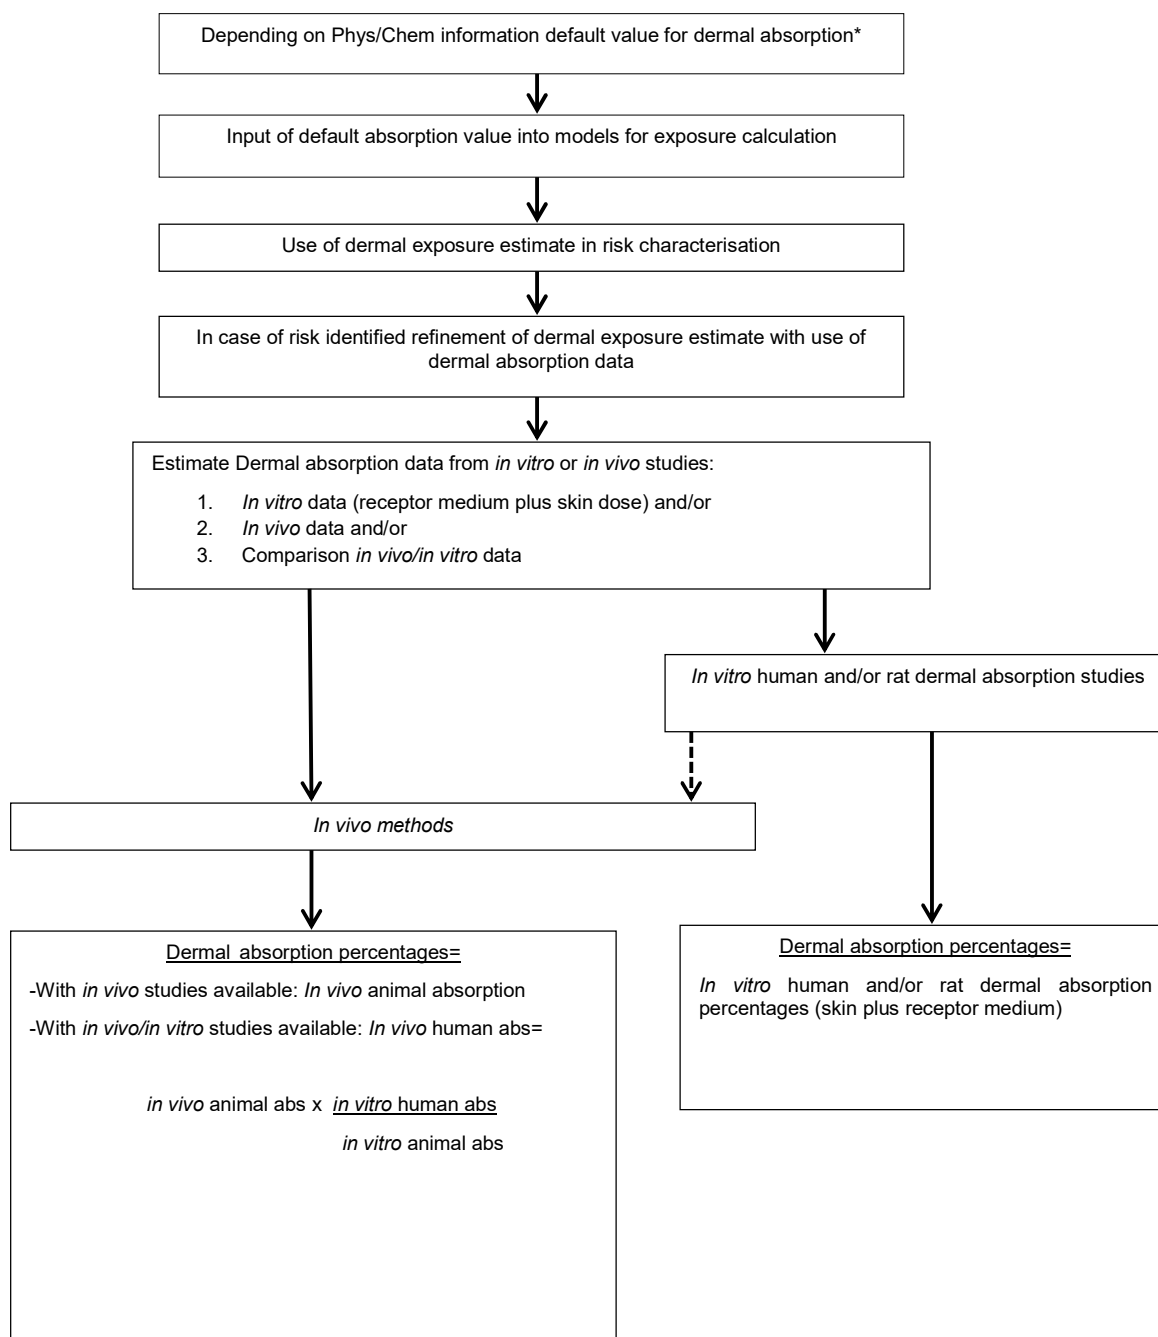 Depending on Phys/Chem information default value for dermal absorption*
Input of default absorption value into models for exposure calculation
Use of dermal exposure estimate in risk characterisation
In case of risk identified refinement of dermal exposure estimate with use of
dermal absorption data
Estimate Dermal absorption data from in vitro or in vivo studies:
1. In vitro data (receptor medium plus skin dose) and/or
2. In vivo data and/or
3. Comparison in vivo/in vitro data
In vitro human and/or rat dermal absorption studies
In vivo methods
Dermal absorption percentages=
-With in vivo studies available: In vivo animal absorption
-With in vivo/in vitro studies available: In vivo human abs=
in vivo animal abs x in vitro human abs
in vitro animal abs
Dermal absorption percentages=
In vitro human and/or rat dermal absorption
percentages (skin plus receptor medium)